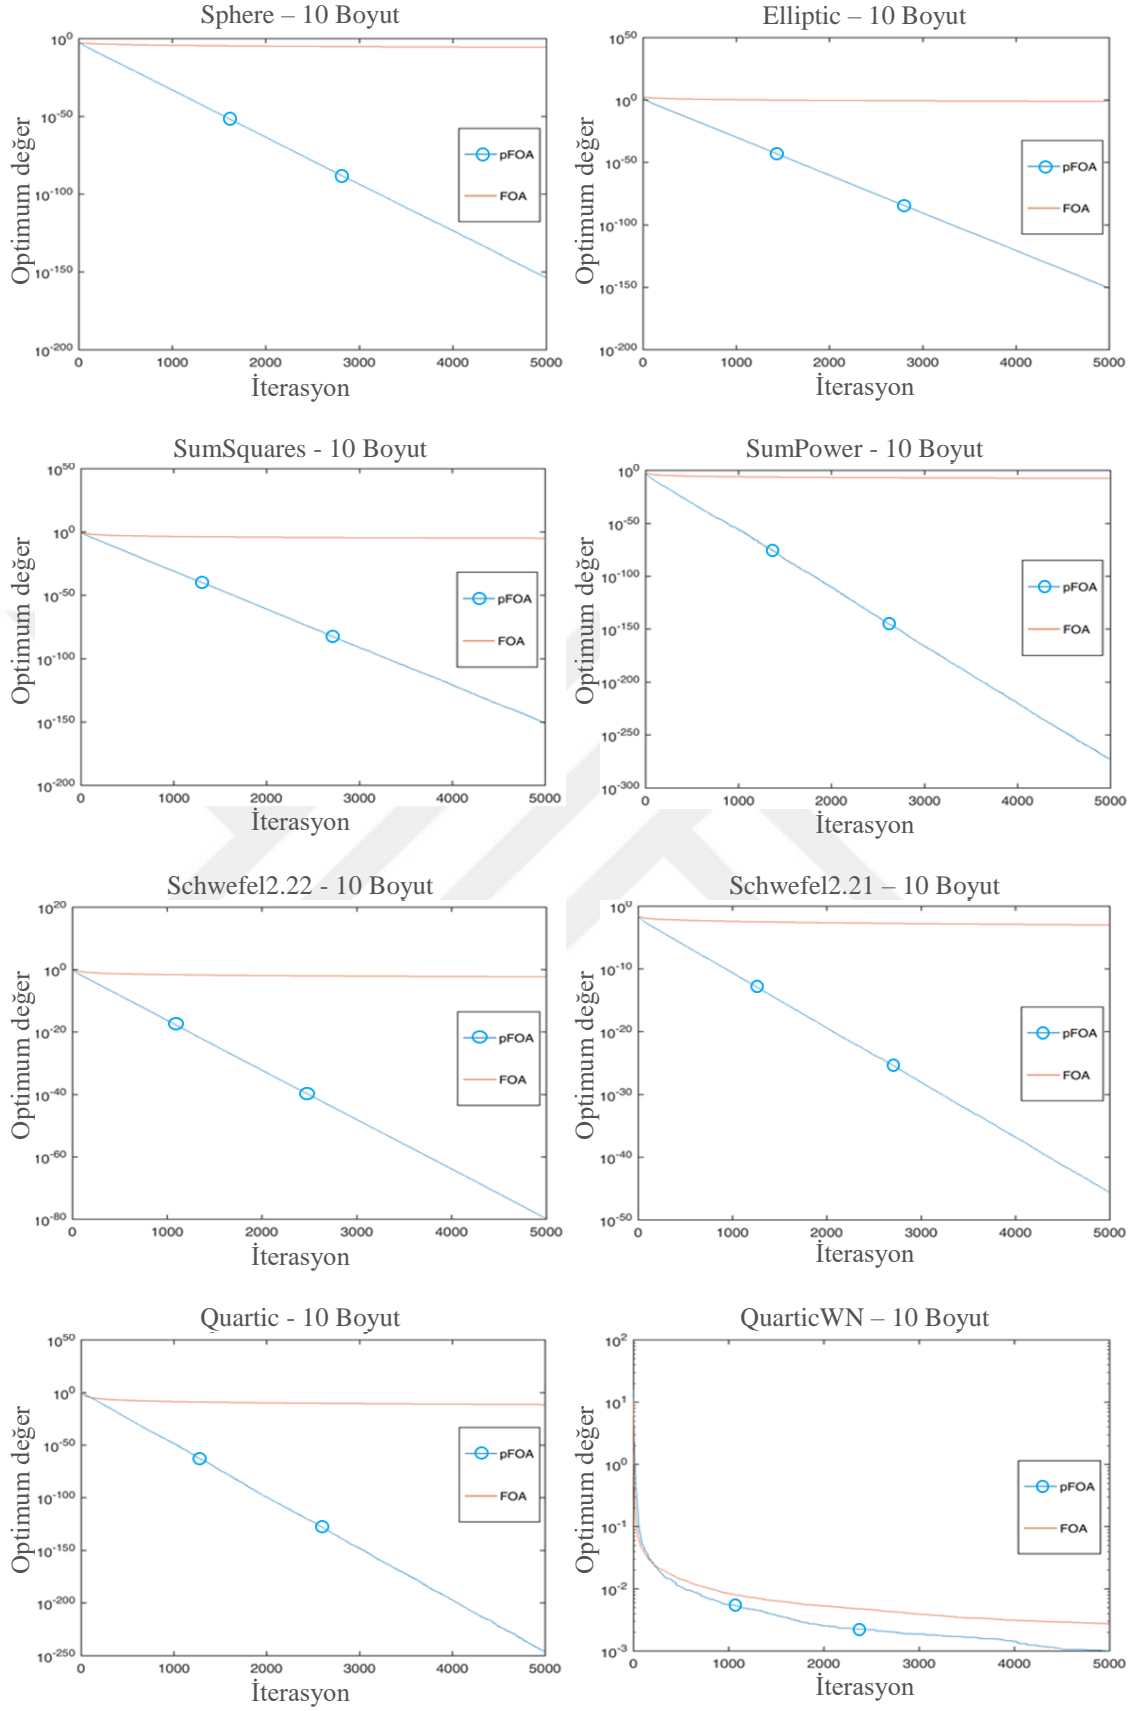 Sphere – 10 Boyut
Optimum değer
10^0
10^-50
10^-100
10^-150
10^-200
0 1000 2000 3000 4000 5000
İterasyon
pFOA
FOA
Elliptic – 10 Boyut
Optimum değer
10^50
10^0
10^-50
10^-100
10^-150
10^-200
0 1000 2000 3000 4000 5000
İterasyon
pFOA
FOA
SumSquares - 10 Boyut
Optimum değer
10^50
10^0
10^-50
10^-100
10^-150
10^-200
0 1000 2000 3000 4000 5000
İterasyon
pFOA
FOA
SumPower - 10 Boyut
Optimum değer
10^0
10^-50
10^-100
10^-150
10^-200
10^-250
10^-300
0 1000 2000 3000 4000 5000
İterasyon
pFOA
FOA
Schwefel2.22 - 10 Boyut
Optimum değer
10^20
10^0
10^-20
10^-40
10^-60
10^-80
0 1000 2000 3000 4000 5000
İterasyon
pFOA
FOA
Schwefel2.21 – 10 Boyut
Optimum değer
10^0
10^-10
10^-20
10^-30
10^-40
10^-50
0 1000 2000 3000 4000 5000
İterasyon
pFOA
FOA
Quartic - 10 Boyut
Optimum değer
10^50
10^0
10^-50
10^-100
10^-150
10^-200
10^-250
0 1000 2000 3000 4000 5000
İterasyon
pFOA
FOA
QuarticWN – 10 Boyut
Optimum değer
10^2
10^1
10^0
10^-1
10^-2
10^-3
0 1000 2000 3000 4000 5000
İterasyon
pFOA
FOA